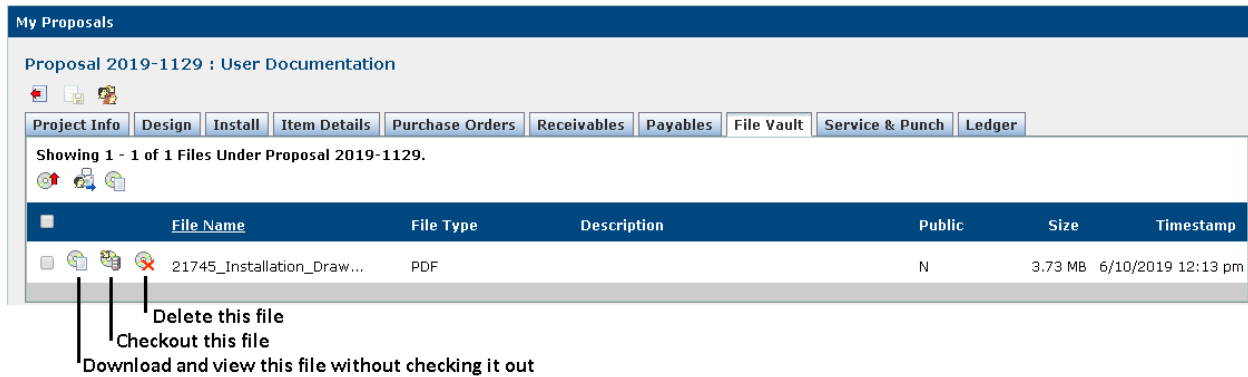 My Proposals
Proposal 2019-1129 : User Documentation
Project Info Design Install Item Details Purchase Orders Receivables Payables File Vault Service & Punch Ledger
Showing 1 - 1 of 1 Files Under Proposal 2019-1129.
File Name File Type Description Public Size Timestamp
21745_Installation_Draw... PDF N 3.73 MB 6/10/2019 12:13 pm
Delete this file
Checkout this file
Download and view this file without checking it out